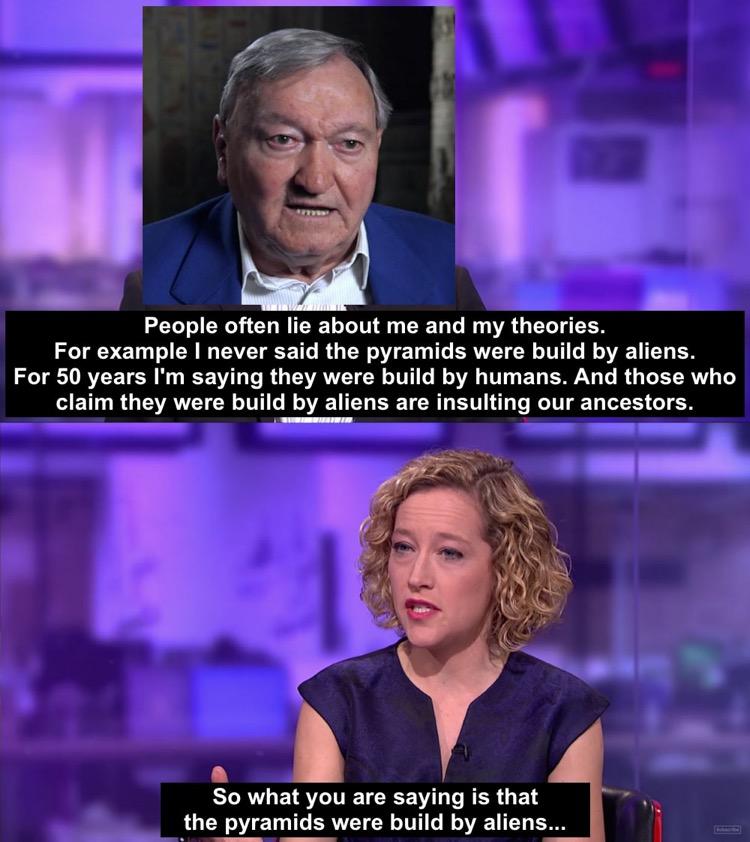 People often lie about me and my theories.
For example I never said the pyramids were build by aliens.
For 50 years I'm saying they were build by humans. And those who
claim they were build by aliens are insulting our ancestors.
So what you are saying is that
the pyramids were build by aliens...
Subscribe